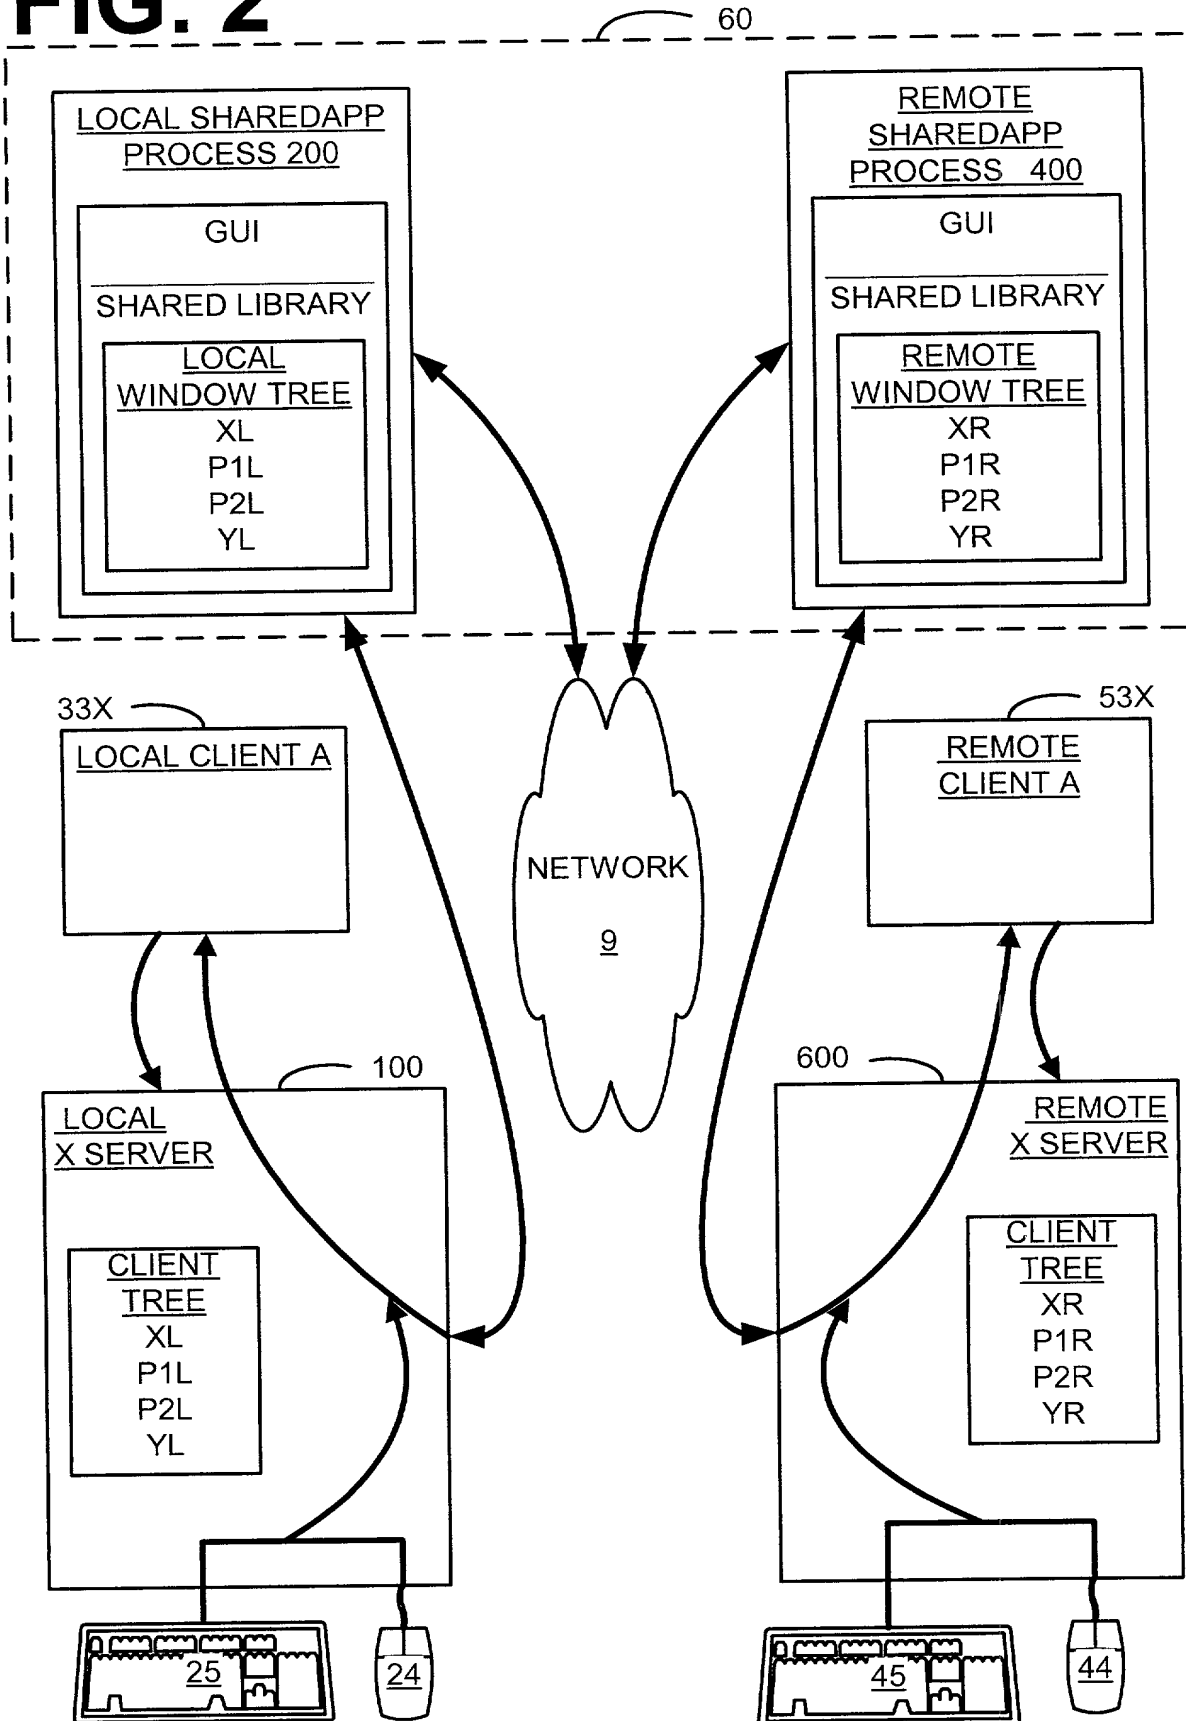 FIG. 2
60
LOCAL SHAREDAPP
PROCESS 200
GUI
SHARED LIBRARY
LOCAL
WINDOW TREE
XL
P1L
P2L
YL
REMOTE
SHAREDAPP
PROCESS 400
GUI
SHARED LIBRARY
REMOTE
WINDOW TREE
XR
P1R
P2R
YR
33X
LOCAL CLIENT A
53X
REMOTE
CLIENT A
NETWORK
9
100
LOCAL
X SERVER
CLIENT
TREE
XL
P1L
P2L
YL
600
REMOTE
X SERVER
CLIENT
TREE
XR
P1R
P2R
YR
25
24
45
44